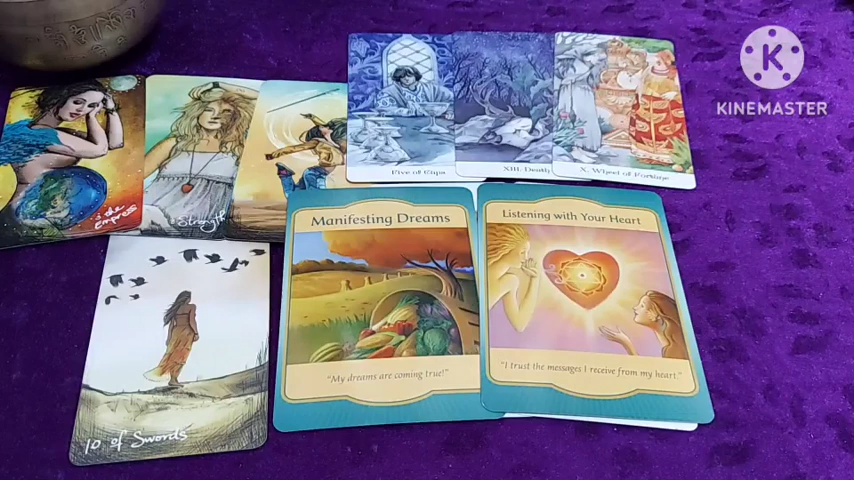 K
KINEMASTER
Five of Cups
XIII. Death
X. Wheel of Fortune
the
Empress
Strength
Manifesting Dreams
Listening with Your Heart
"My dreams are coming true!"
"I trust the messages I receive from my heart."
10 of Swords